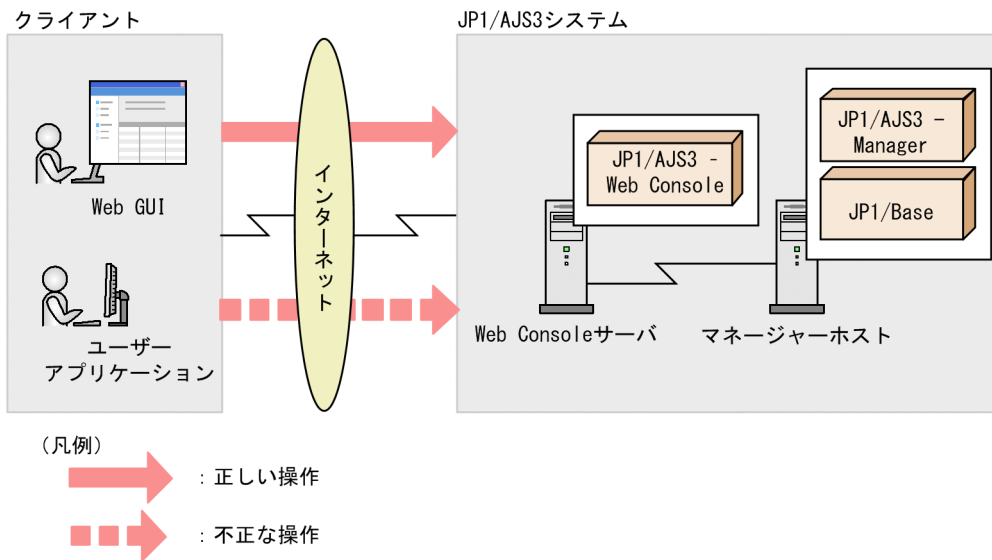 クライアント
JP1/AJS3システム
Web GUI
ユーザー
アプリケーション
インターネット
JP1/AJS3 -
Web Console
JP1/AJS3 -
Manager
JP1/Base
Web Consoleサーバ
マネージャーホスト
(凡例)
: 正しい操作
: 不正な操作